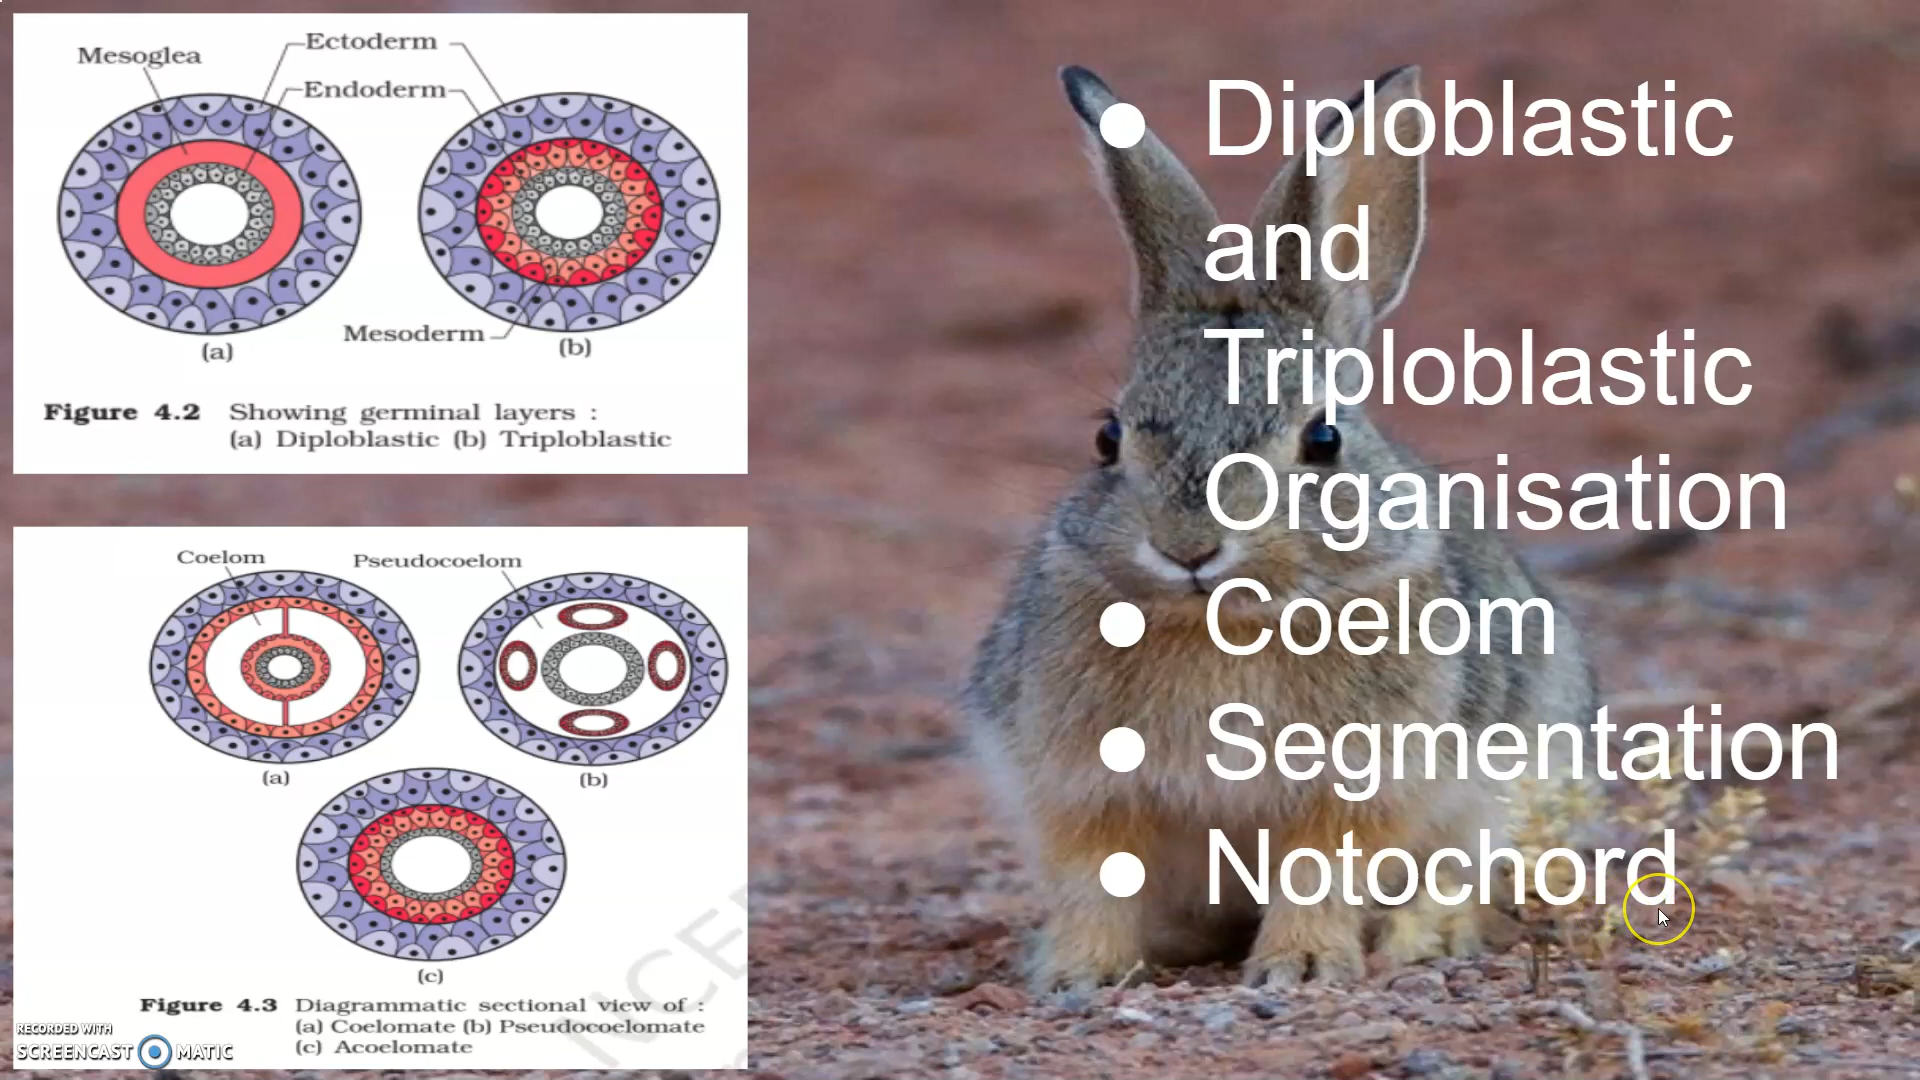 Mesoglea
Ectoderm
Endoderm
Mesoderm
(a)
(b)
Figure 4.2 Showing germinal layers :
(a) Diploblastic (b) Triploblastic
Coelom
Pseudocoelom
(a)
(b)
(c)
Figure 4.3 Diagrammatic sectional view of :
(a) Coelomate (b) Pseudocoelomate
(c) Acoelomate
RECORDED WITH
SCREENCAST MATIC
• Diploblastic
and
Triploblastic
Organisation
• Coelom
• Segmentation
• Notochord